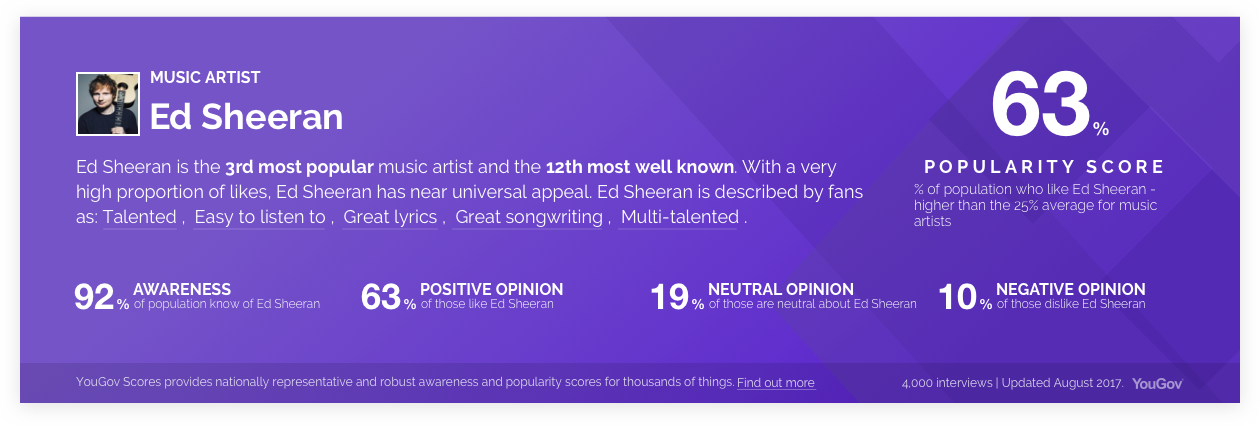 MUSIC ARTIST
Ed Sheeran
Ed Sheeran is the 3rd most popular music artist and the 12th most well known. With a very
high proportion of likes, Ed Sheeran has near universal appeal. Ed Sheeran is described by fans
as: Talented , Easy to listen to , Great lyrics , Great songwriting , Multi-talented .
63%
POPULARITY SCORE
% of population who like Ed Sheeran -
higher than the 25% average for music
artists
92% AWARENESS
of population know of Ed Sheeran
63% POSITIVE OPINION
of those like Ed Sheeran
19% NEUTRAL OPINION
of those are neutral about Ed Sheeran
10% NEGATIVE OPINION
of those dislike Ed Sheeran
YouGov Scores provides nationally representative and robust awareness and popularity scores for thousands of things. Find out more
4,000 interviews | Updated August 2017. YouGov